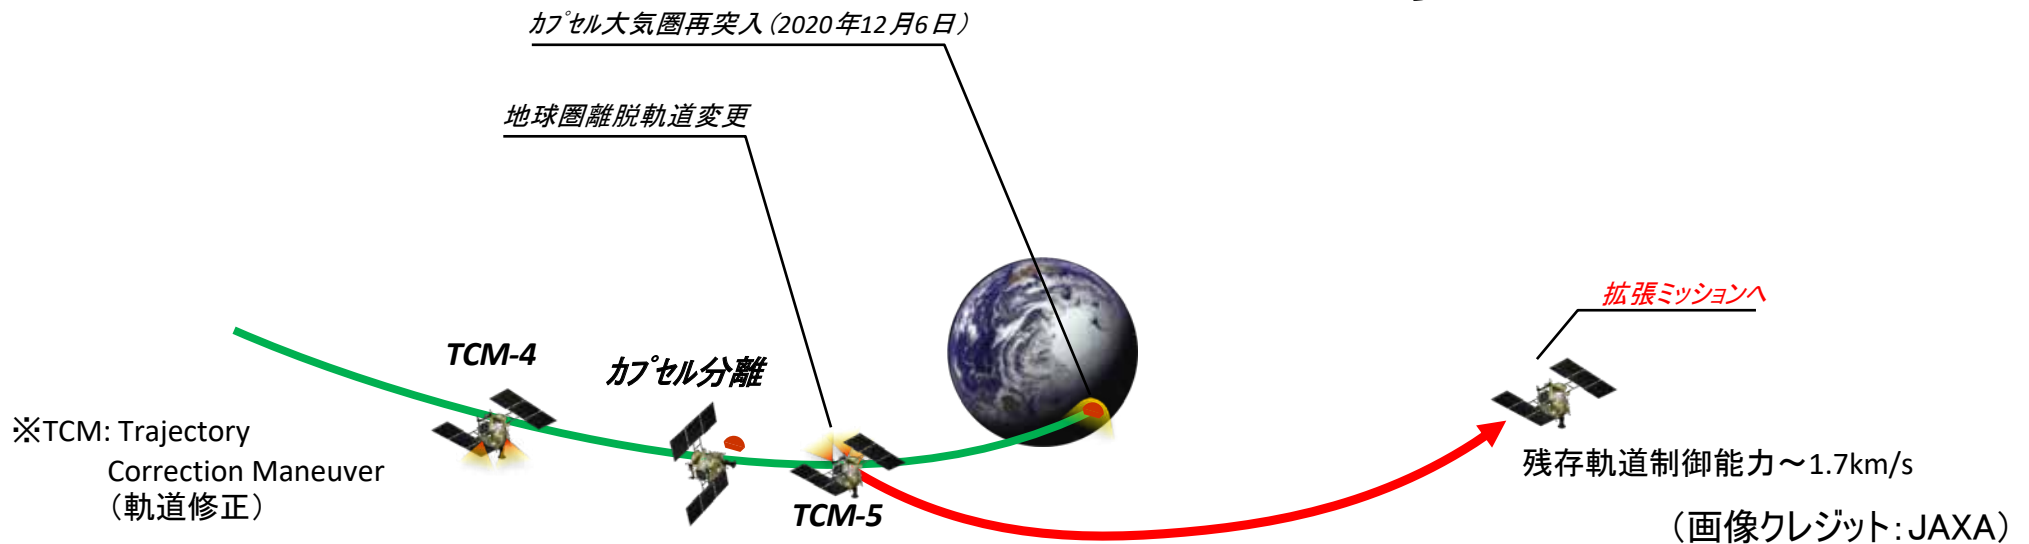 ｶﾌﾟｾﾙ大気圏再突入（2020年12月6日）
地球圏離脱軌道変更
拡張ミッションへ
TCM-4
ｶﾌﾟｾﾙ分離
※TCM: Trajectory
Correction Maneuver
（軌道修正）
TCM-5
残存軌道制御能力～1.7km/s
（画像クレジット：JAXA）